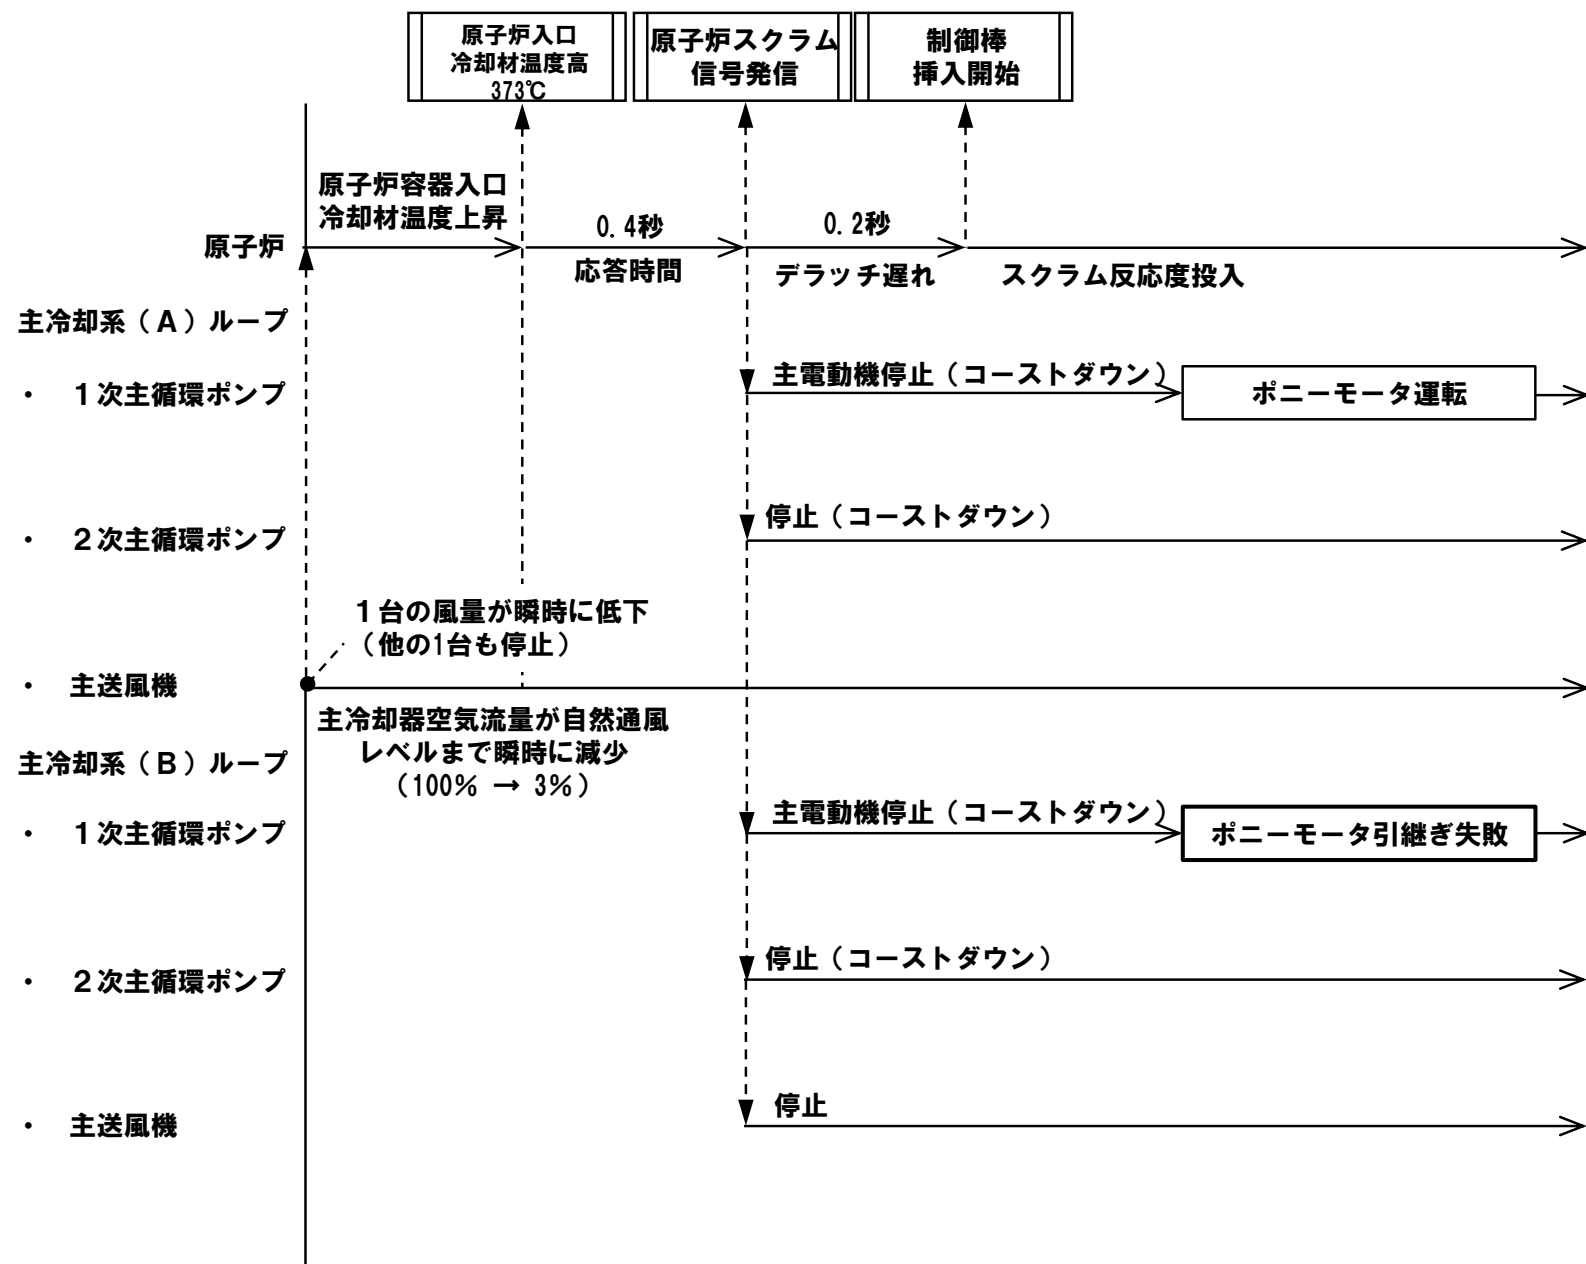 原子炉入口
冷却材温度高
373℃
原子炉スクラム
信号発信
制御棒
挿入開始
原子炉容器入口
冷却材温度上昇
原子炉
0.4秒
応答時間
0.2秒
デラッチ遅れ
スクラム反応度投入
主冷却系（A）ループ
・ 1次主循環ポンプ
主電動機停止（コーストダウン）
ポニーモータ運転
・ 2次主循環ポンプ
停止（コーストダウン）
1台の風量が瞬時に低下
（他の1台も停止）
・ 主送風機
主冷却器空気流量が自然通風
レベルまで瞬時に減少
（100％ → 3％）
主冷却系（B）ループ
・ 1次主循環ポンプ
主電動機停止（コーストダウン）
ポニーモータ引継ぎ失敗
・ 2次主循環ポンプ
停止（コーストダウン）
・ 主送風機
停止